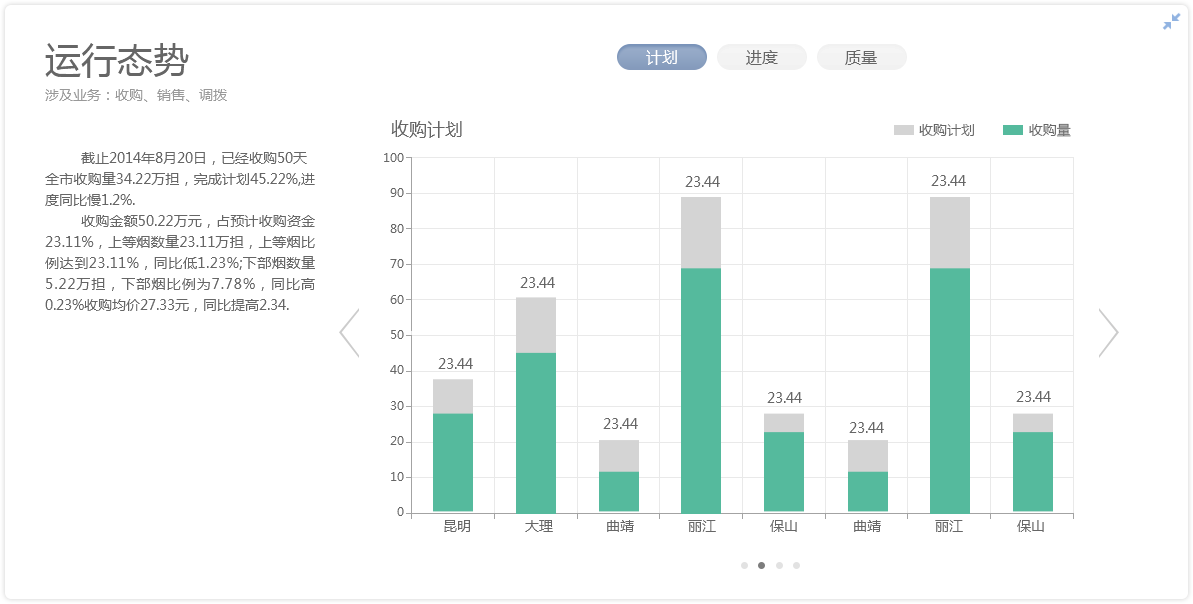 运行态势
涉及业务：收购、销售、调拨
计划
进度
质量
截止2014年8月20日，已经收购50天
全市收购量34.22万担，完成计划45.22%,进
度同比慢1.2%.
收购金额50.22万元，占预计收购资金
23.11%，上等烟数量23.11万担，上等烟比
例达到23.11%，同比低1.23%;下部烟数量
5.22万担，下部烟比例为7.78%，同比高
0.23%收购均价27.33元，同比提高2.34.
收购计划
收购计划
收购量
100
90
80
70
60
50
40
30
20
10
0
23.44
23.44
23.44
23.44
23.44
23.44
23.44
23.44
昆明
大理
曲靖
丽江
保山
曲靖
丽江
保山